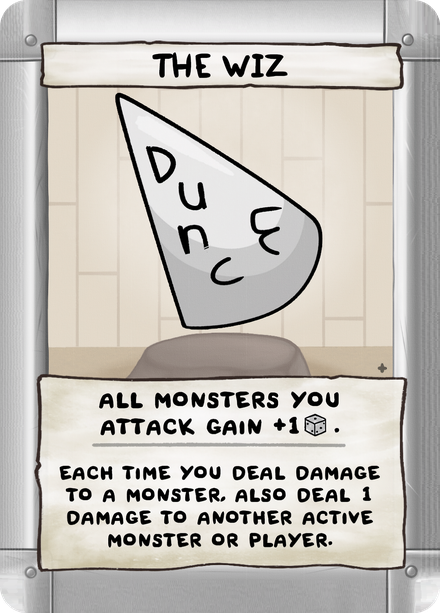 THE WIZ
DuncE
ALL MONSTERS YOU
ATTACK GAIN +1 .
EACH TIME YOU DEAL DAMAGE
TO A MONSTER, ALSO DEAL 1
DAMAGE TO ANOTHER ACTIVE
MONSTER OR PLAYER.